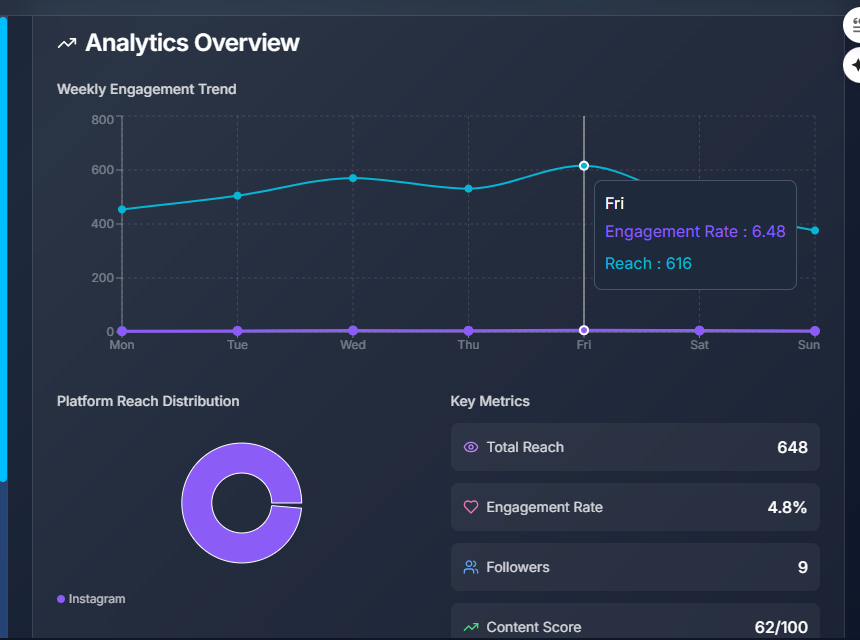 Analytics Overview
Weekly Engagement Trend
800
600
400
200
0
Mon Tue Wed Thu Fri Sat Sun
Fri
Engagement Rate : 6.48
Reach : 616
Platform Reach Distribution
Instagram
Key Metrics
Total Reach 648
Engagement Rate 4.8%
Followers 9
Content Score 62/100